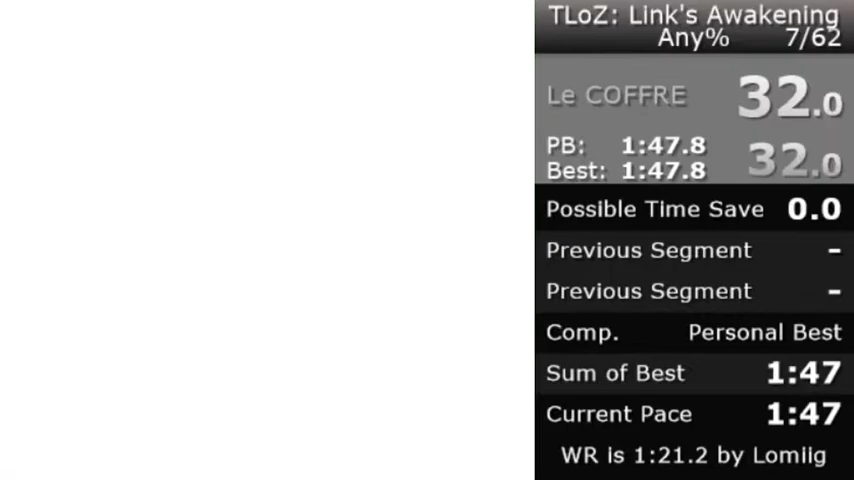 TLoZ: Link's Awakening
Any% 7/62
Le COFFRE 32.0
PB: 1:47.8
Best: 1:47.8 32.0
Possible Time Save 0.0
Previous Segment -
Previous Segment -
Comp. Personal Best
Sum of Best 1:47
Current Pace 1:47
WR is 1:21.2 by Lomiig